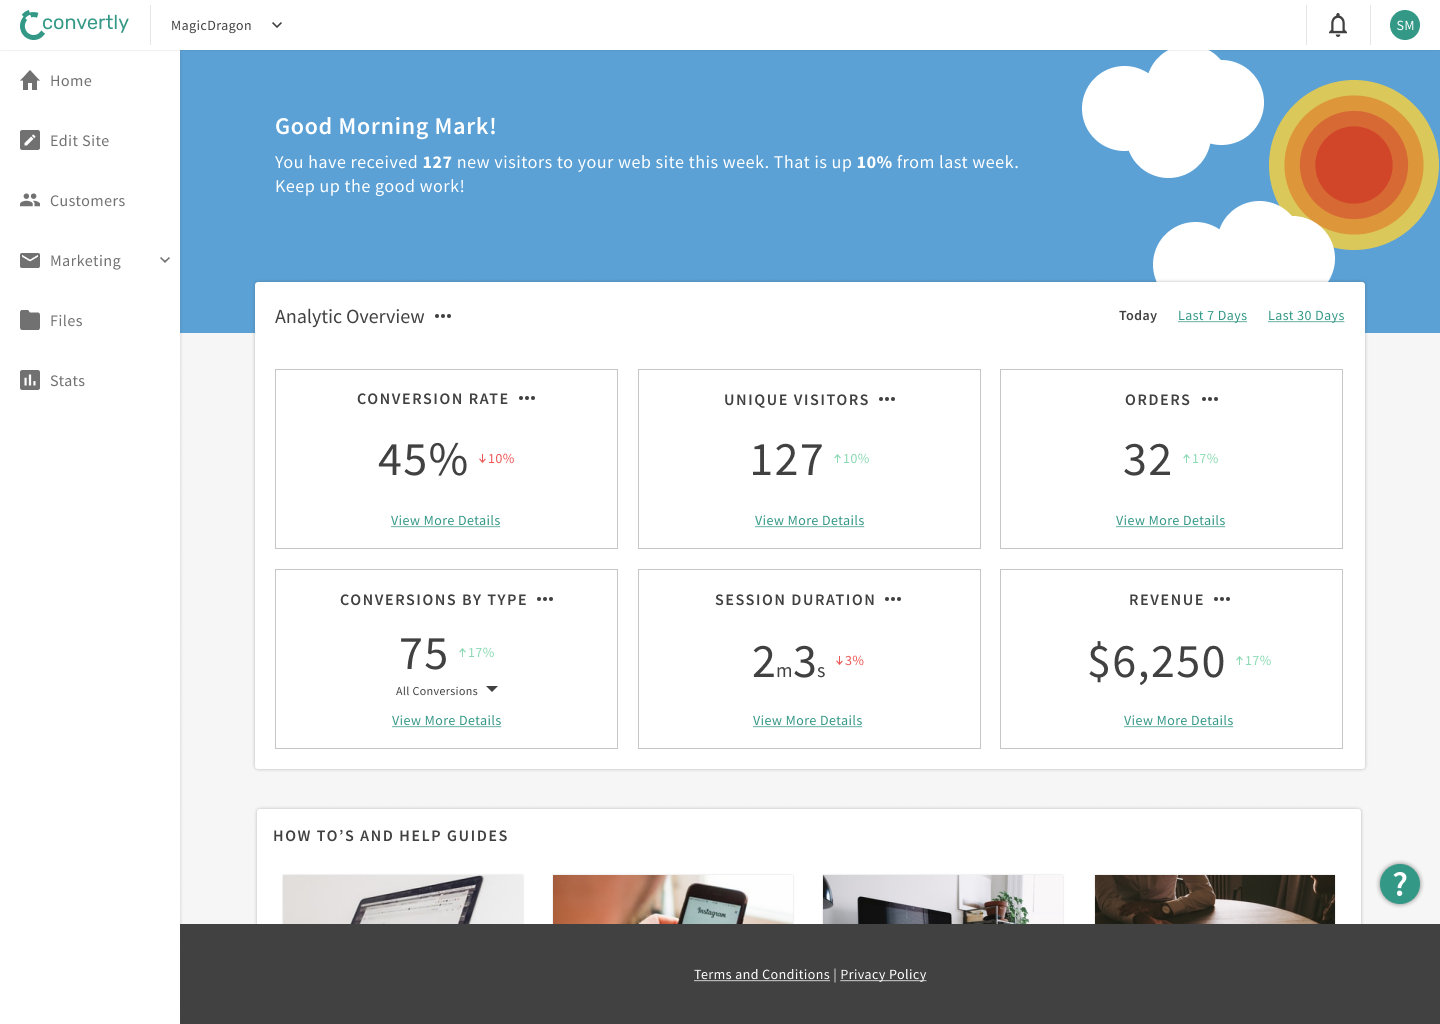 convertly
MagicDragon
SM
Home
Edit Site
Customers
Marketing
Files
Stats
Good Morning Mark!
You have received 127 new visitors to your web site this week. That is up 10% from last week.
Keep up the good work!
Analytic Overview •••
Today Last 7 Days Last 30 Days
CONVERSION RATE •••
45% ↓10%
View More Details
UNIQUE VISITORS •••
127 ↑10%
View More Details
ORDERS •••
32 ↑17%
View More Details
CONVERSIONS BY TYPE •••
75 ↑17%
All Conversions
View More Details
SESSION DURATION •••
2m3s ↓3%
View More Details
REVENUE •••
$6,250 ↑17%
View More Details
HOW TO’S AND HELP GUIDES
Instagram
?
Terms and Conditions | Privacy Policy